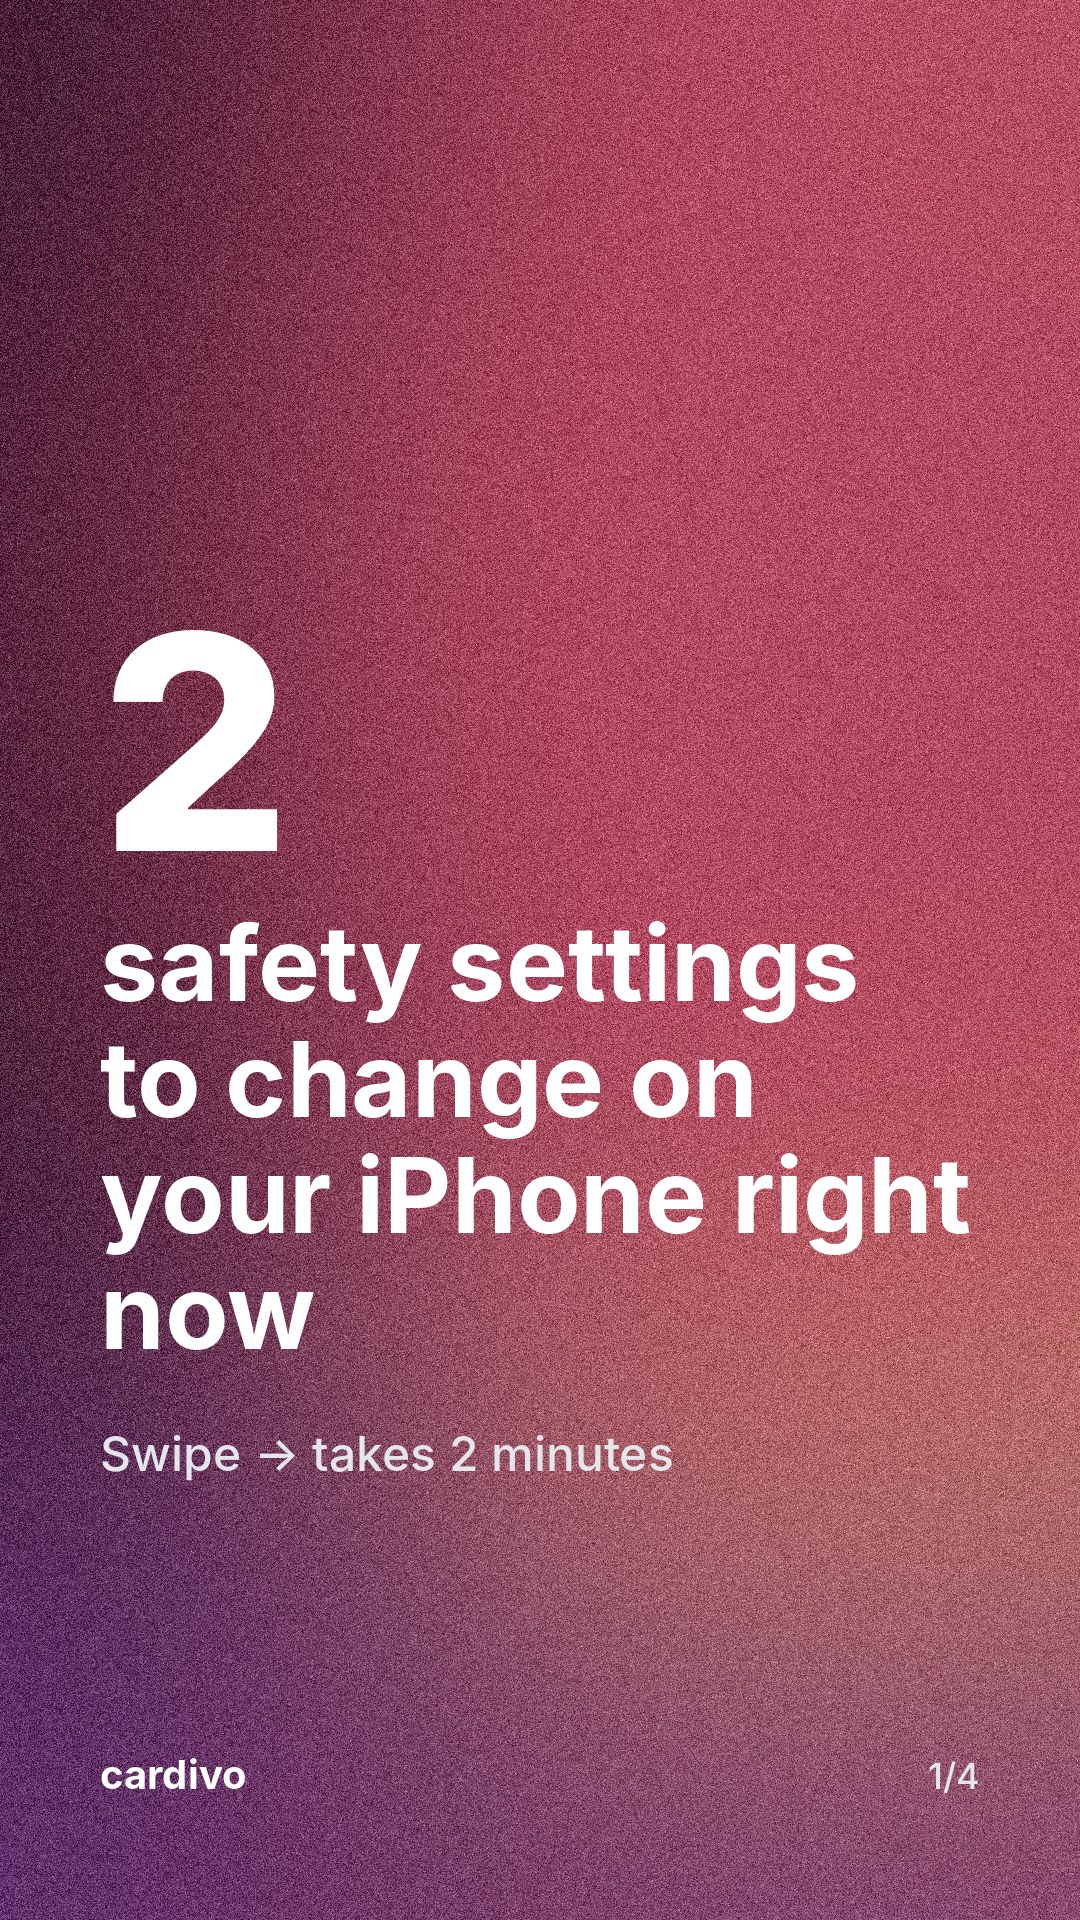 2
safety settings
to change on
your iPhone right
now
Swipe → takes 2 minutes
cardivo
1/4